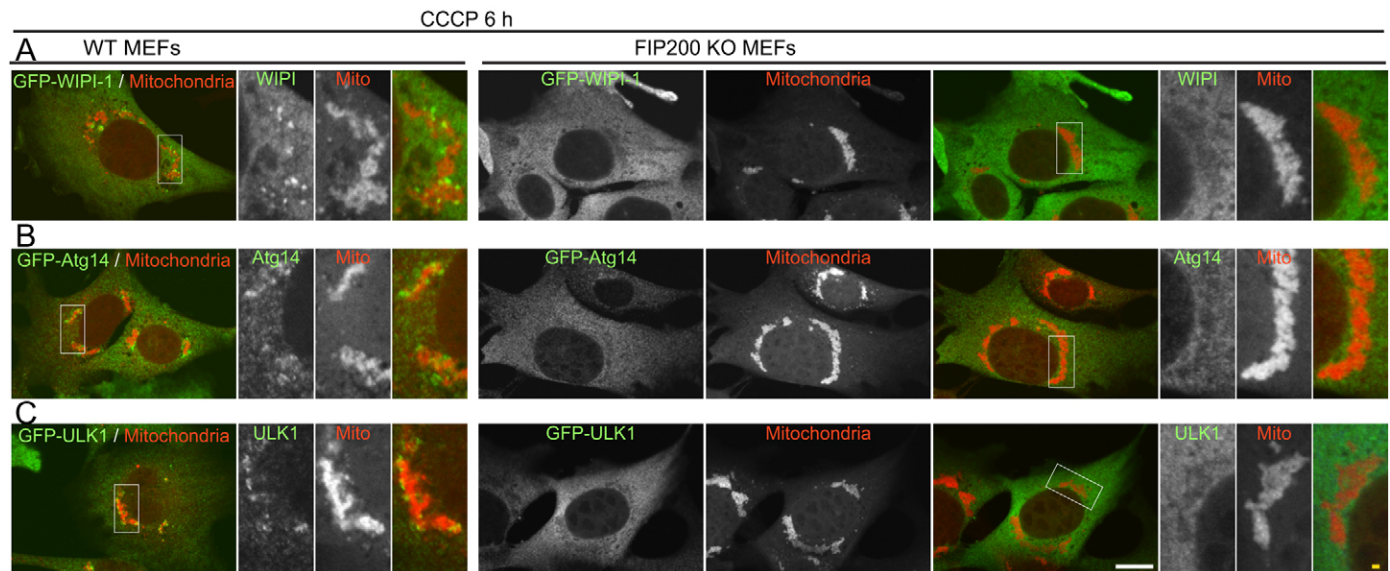 CCCP 6 h
A
WT MEFs
FIP200 KO MEFs
GFP-WIPI-1 / Mitochondria
WIPI
Mito
GFP-WIPI-1
Mitochondria
WIPI
Mito
B
GFP-Atg14 / Mitochondria
Atg14
Mito
GFP-Atg14
Mitochondria
Atg14
Mito
C
GFP-ULK1 / Mitochondria
ULK1
Mito
GFP-ULK1
Mitochondria
ULK1
Mito